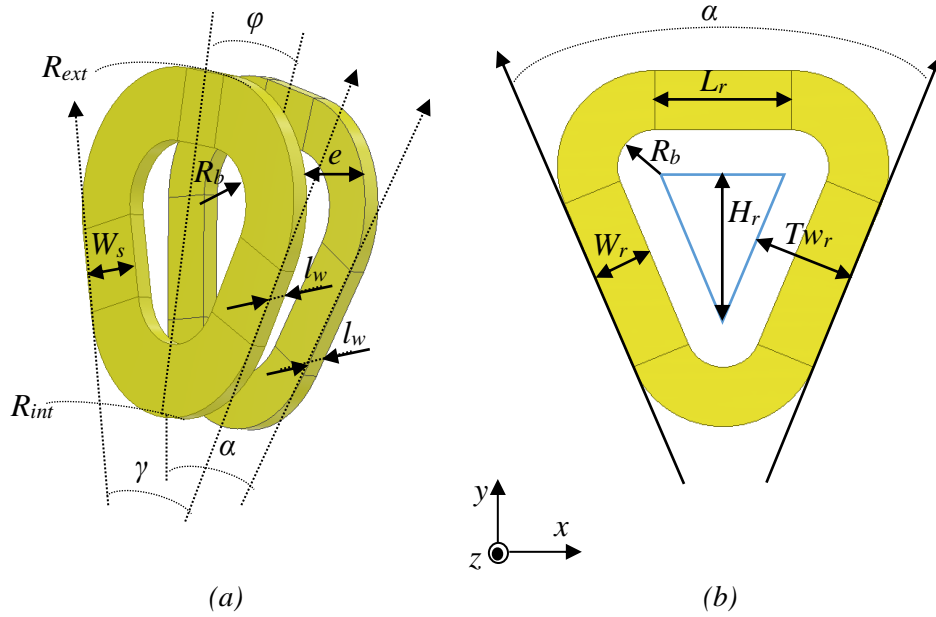 φ
R_ext
e
R_b
W_s
l_w
l_w
R_int
α
γ
(a)
α
L_r
R_b
H_r
W_r
Tw_r
y
x
z
(b)